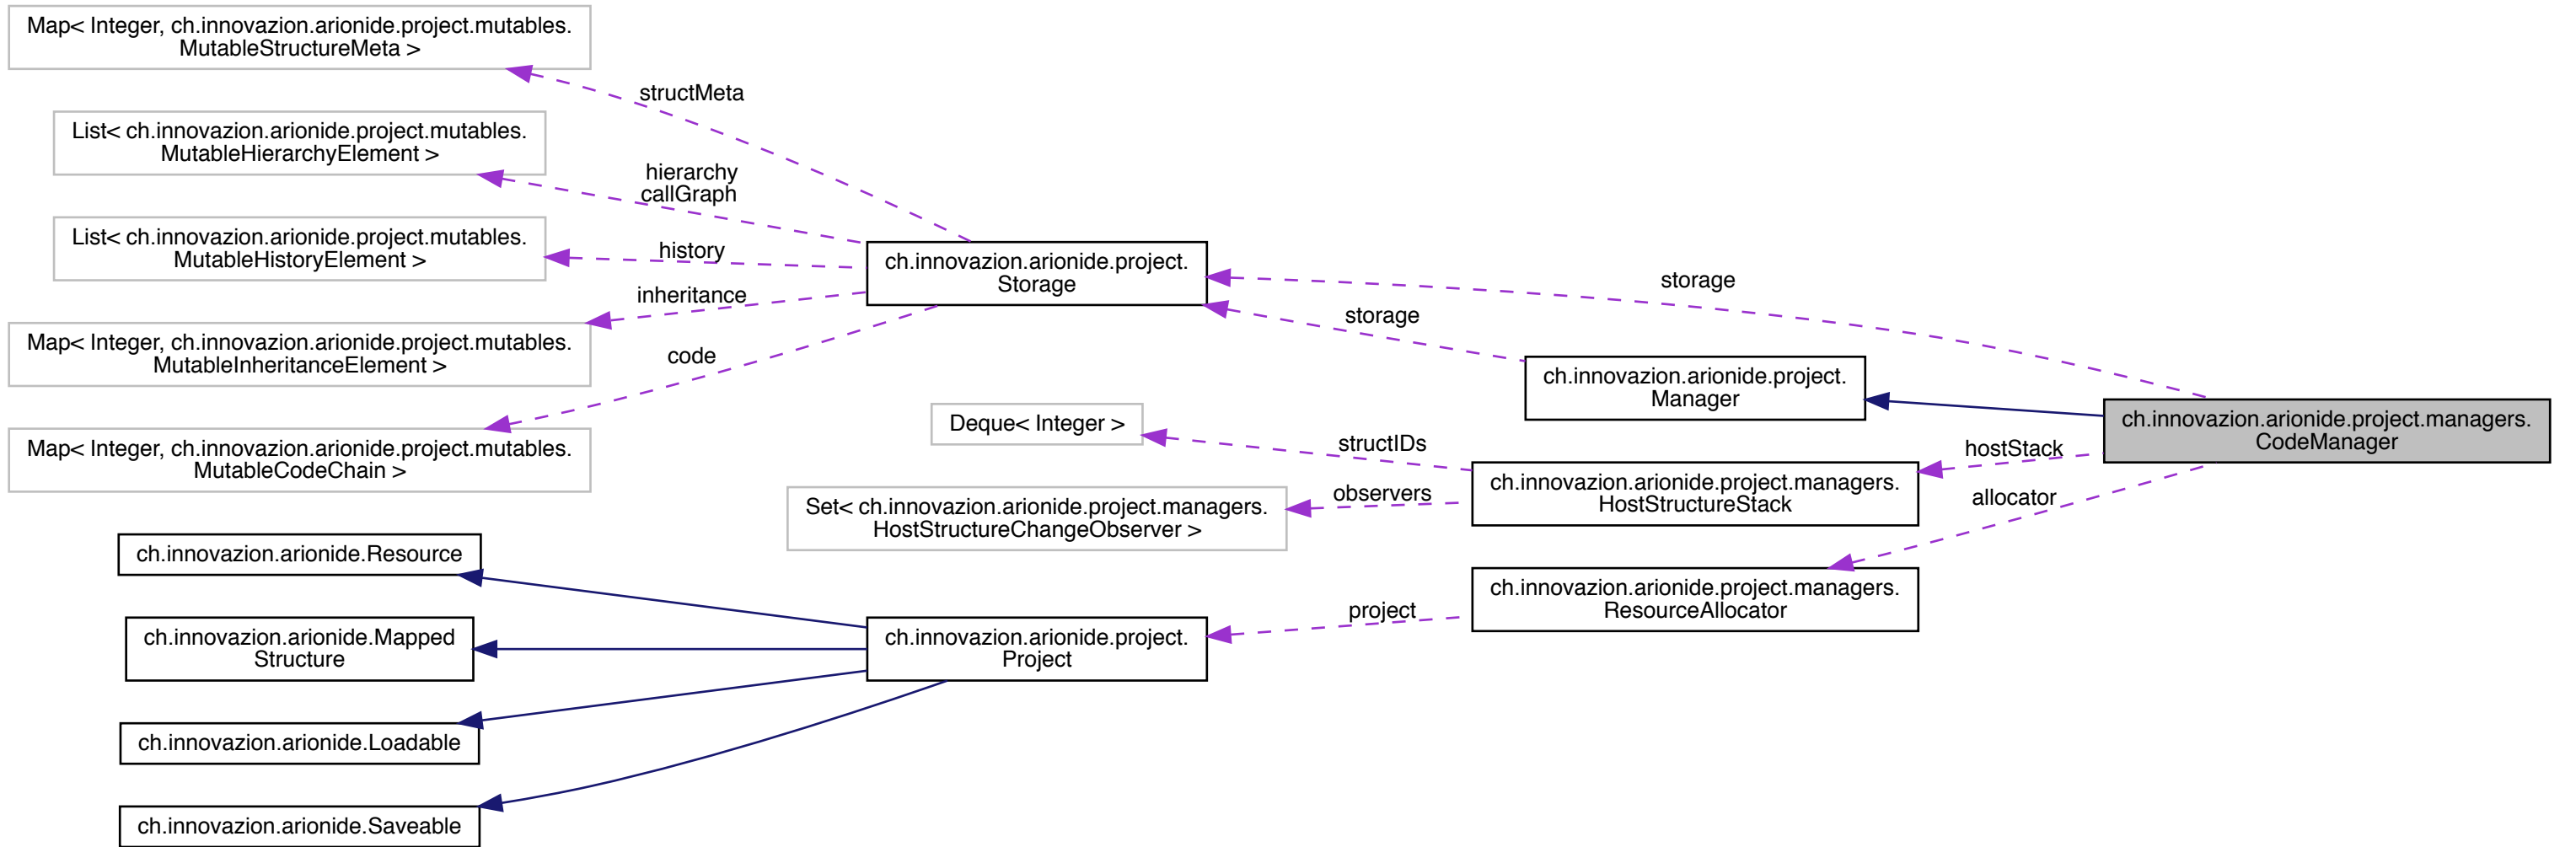 Map< Integer, ch.innovazion.arionide.project.mutables.
MutableStructureMeta >
structMeta
List< ch.innovazion.arionide.project.mutables.
MutableHierarchyElement >
hierarchy
callGraph
List< ch.innovazion.arionide.project.mutables.
MutableHistoryElement >
history
ch.innovazion.arionide.project.
Storage
storage
inheritance
storage
Map< Integer, ch.innovazion.arionide.project.mutables.
MutableInheritanceElement >
code
ch.innovazion.arionide.project.
Manager
Deque< Integer >
ch.innovazion.arionide.project.managers.
CodeManager
Map< Integer, ch.innovazion.arionide.project.mutables.
MutableCodeChain >
structIDs
hostStack
observers
ch.innovazion.arionide.project.managers.
HostStructureStack
allocator
Set< ch.innovazion.arionide.project.managers.
HostStructureChangeObserver >
ch.innovazion.arionide.Resource
ch.innovazion.arionide.project.managers.
ResourceAllocator
project
ch.innovazion.arionide.Mapped
Structure
ch.innovazion.arionide.project.
Project
ch.innovazion.arionide.Loadable
ch.innovazion.arionide.Saveable